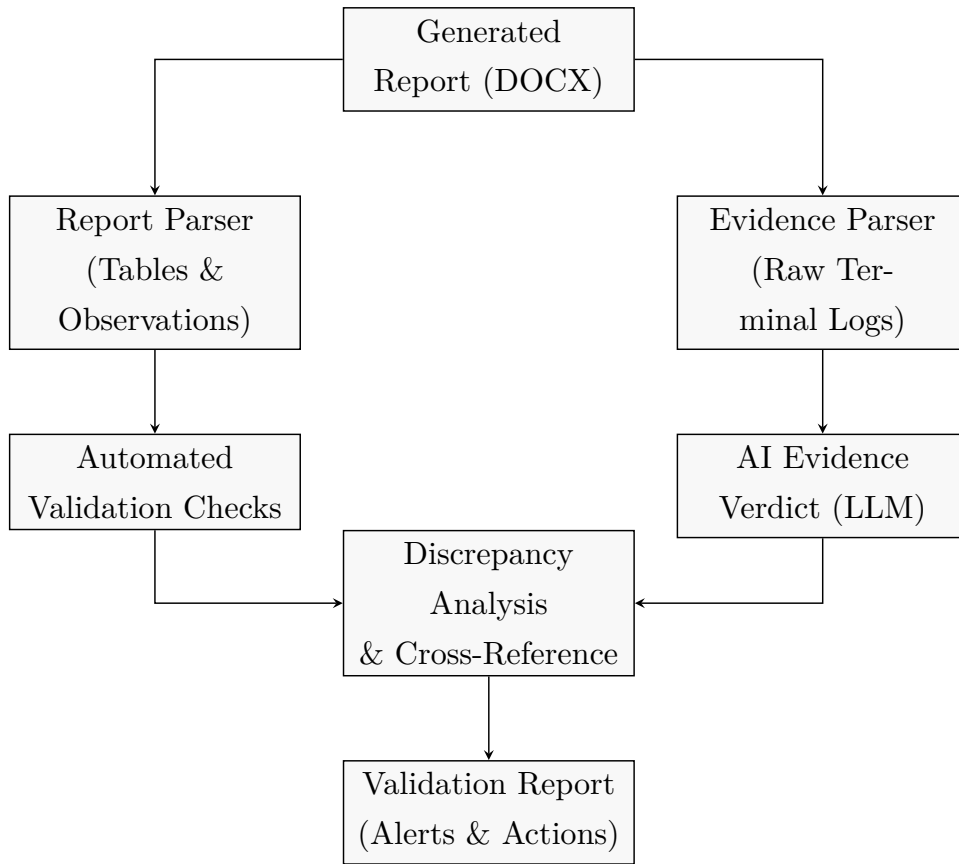 Generated
Report (DOCX)
Report Parser
(Tables &
Observations)
Evidence Parser
(Raw Ter-
minal Logs)
Automated
Validation Checks
AI Evidence
Verdict (LLM)
Discrepancy
Analysis
& Cross-Reference
Validation Report
(Alerts & Actions)